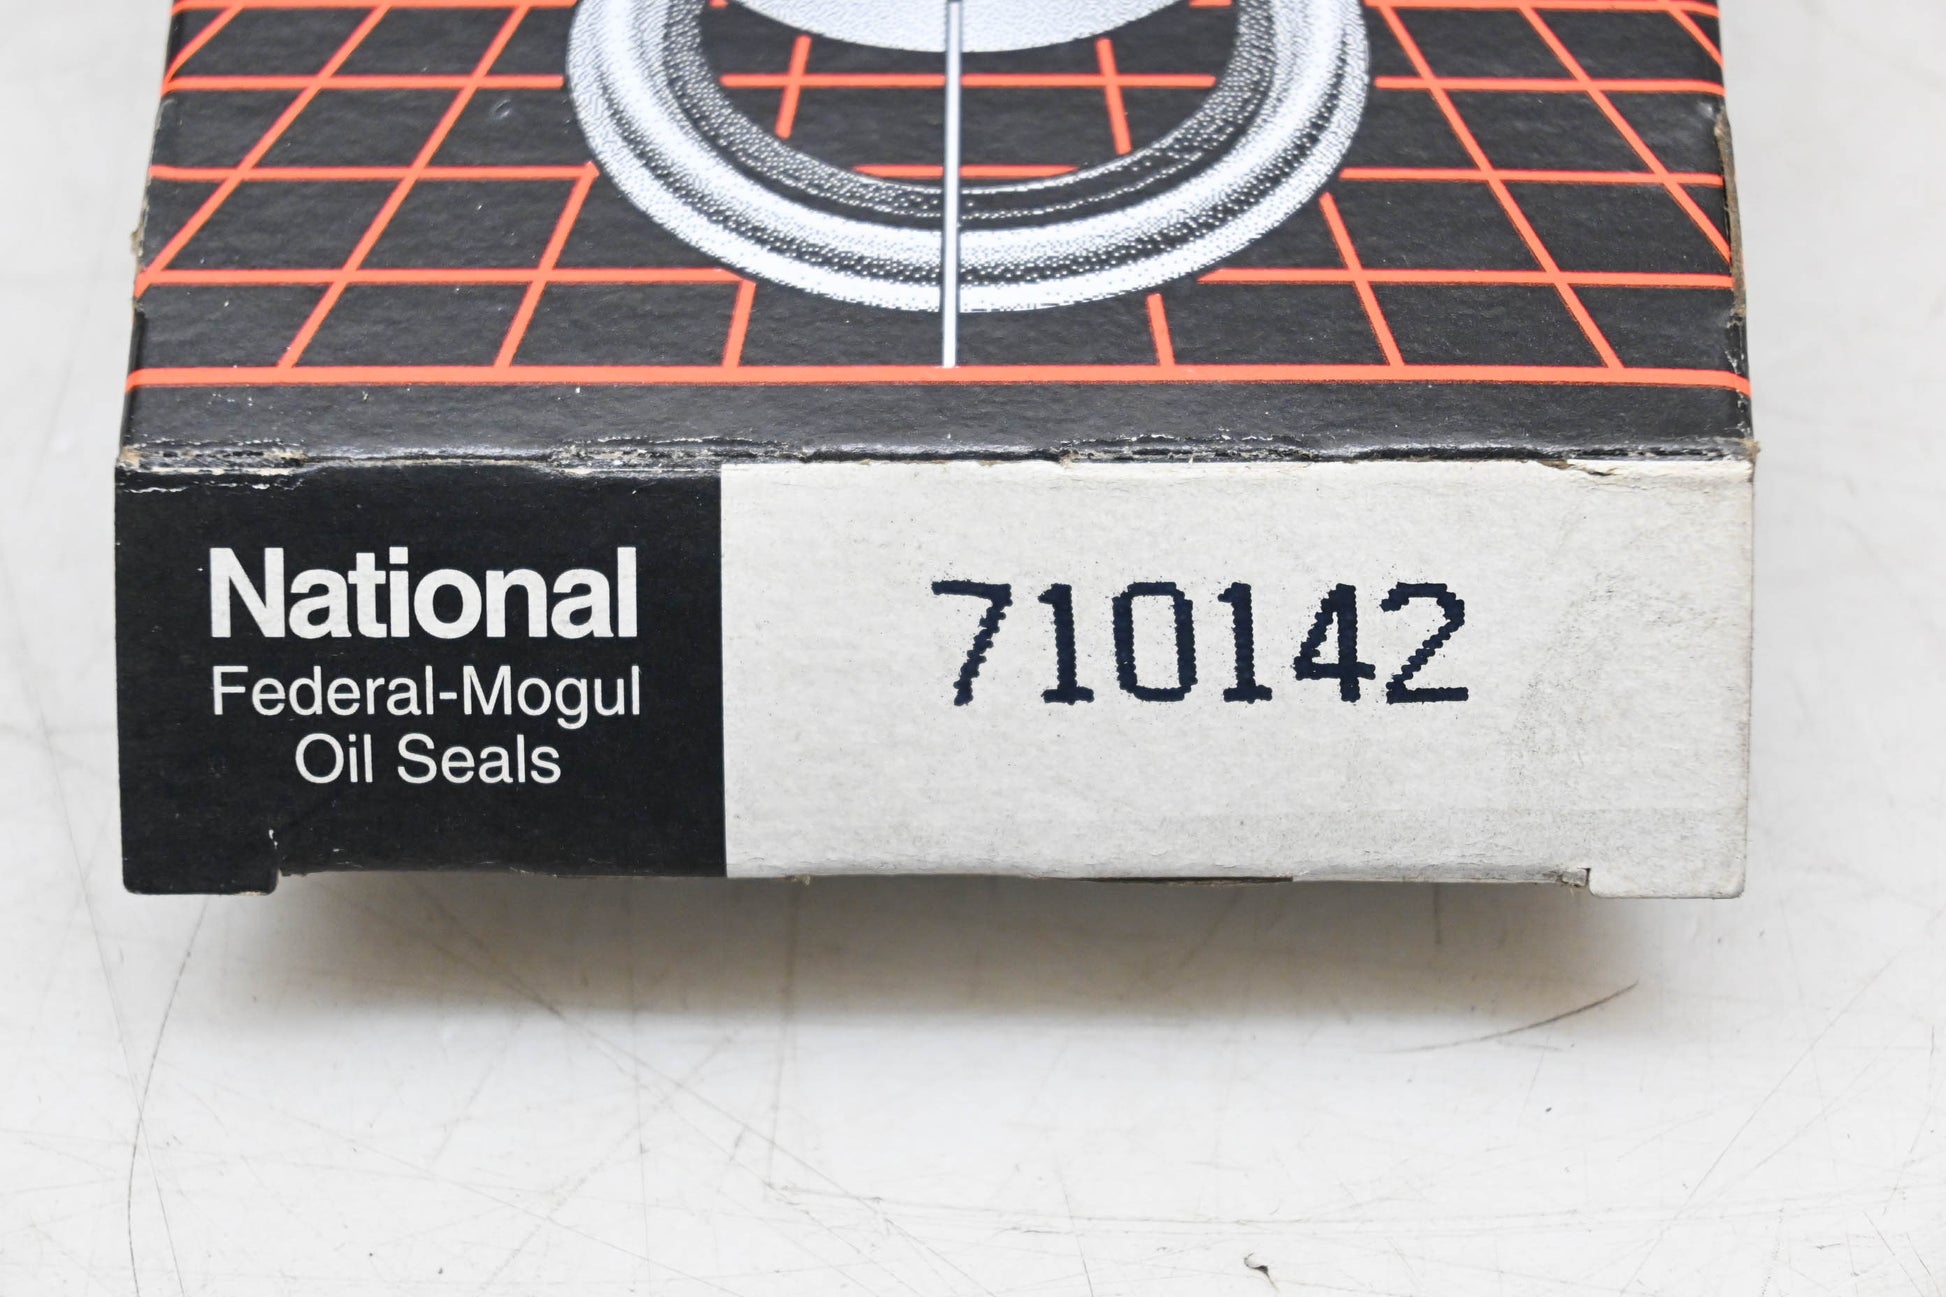 National
Federal-Mogul
Oil Seals
710142